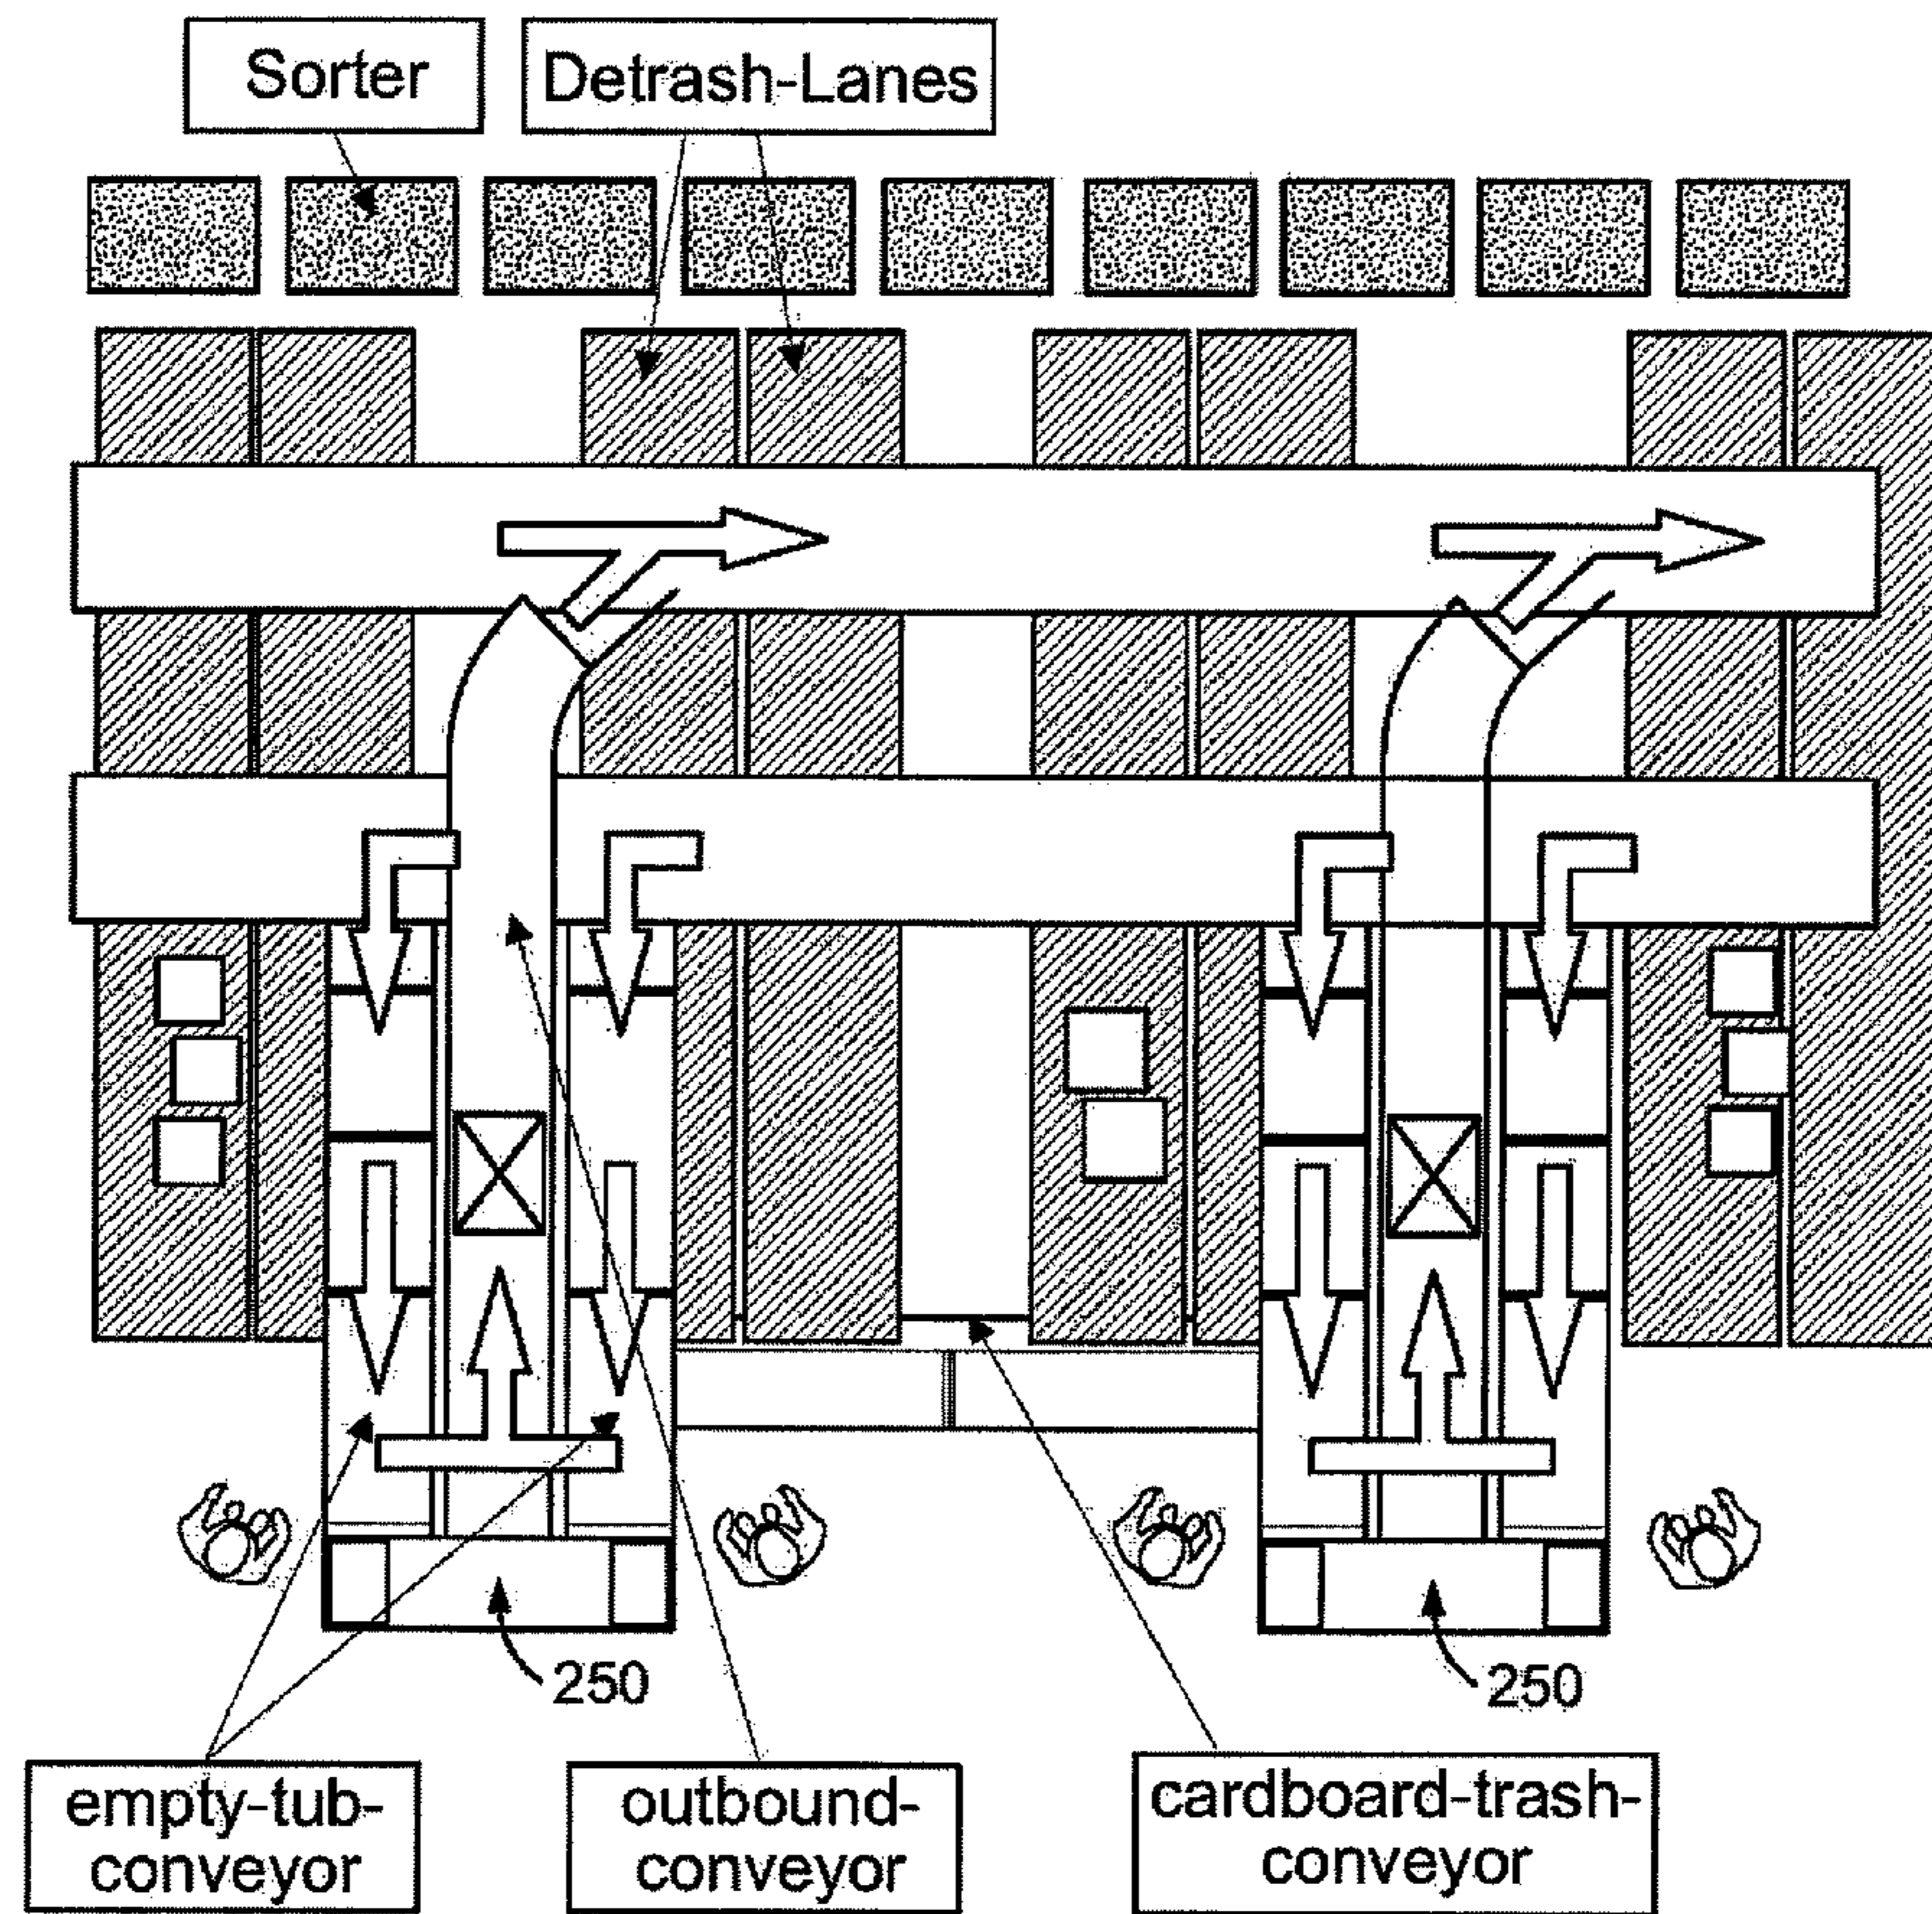 Sorter
Detrash-Lanes
250
250
empty-tub-
conveyor
outbound-
conveyor
cardboard-trash-
conveyor